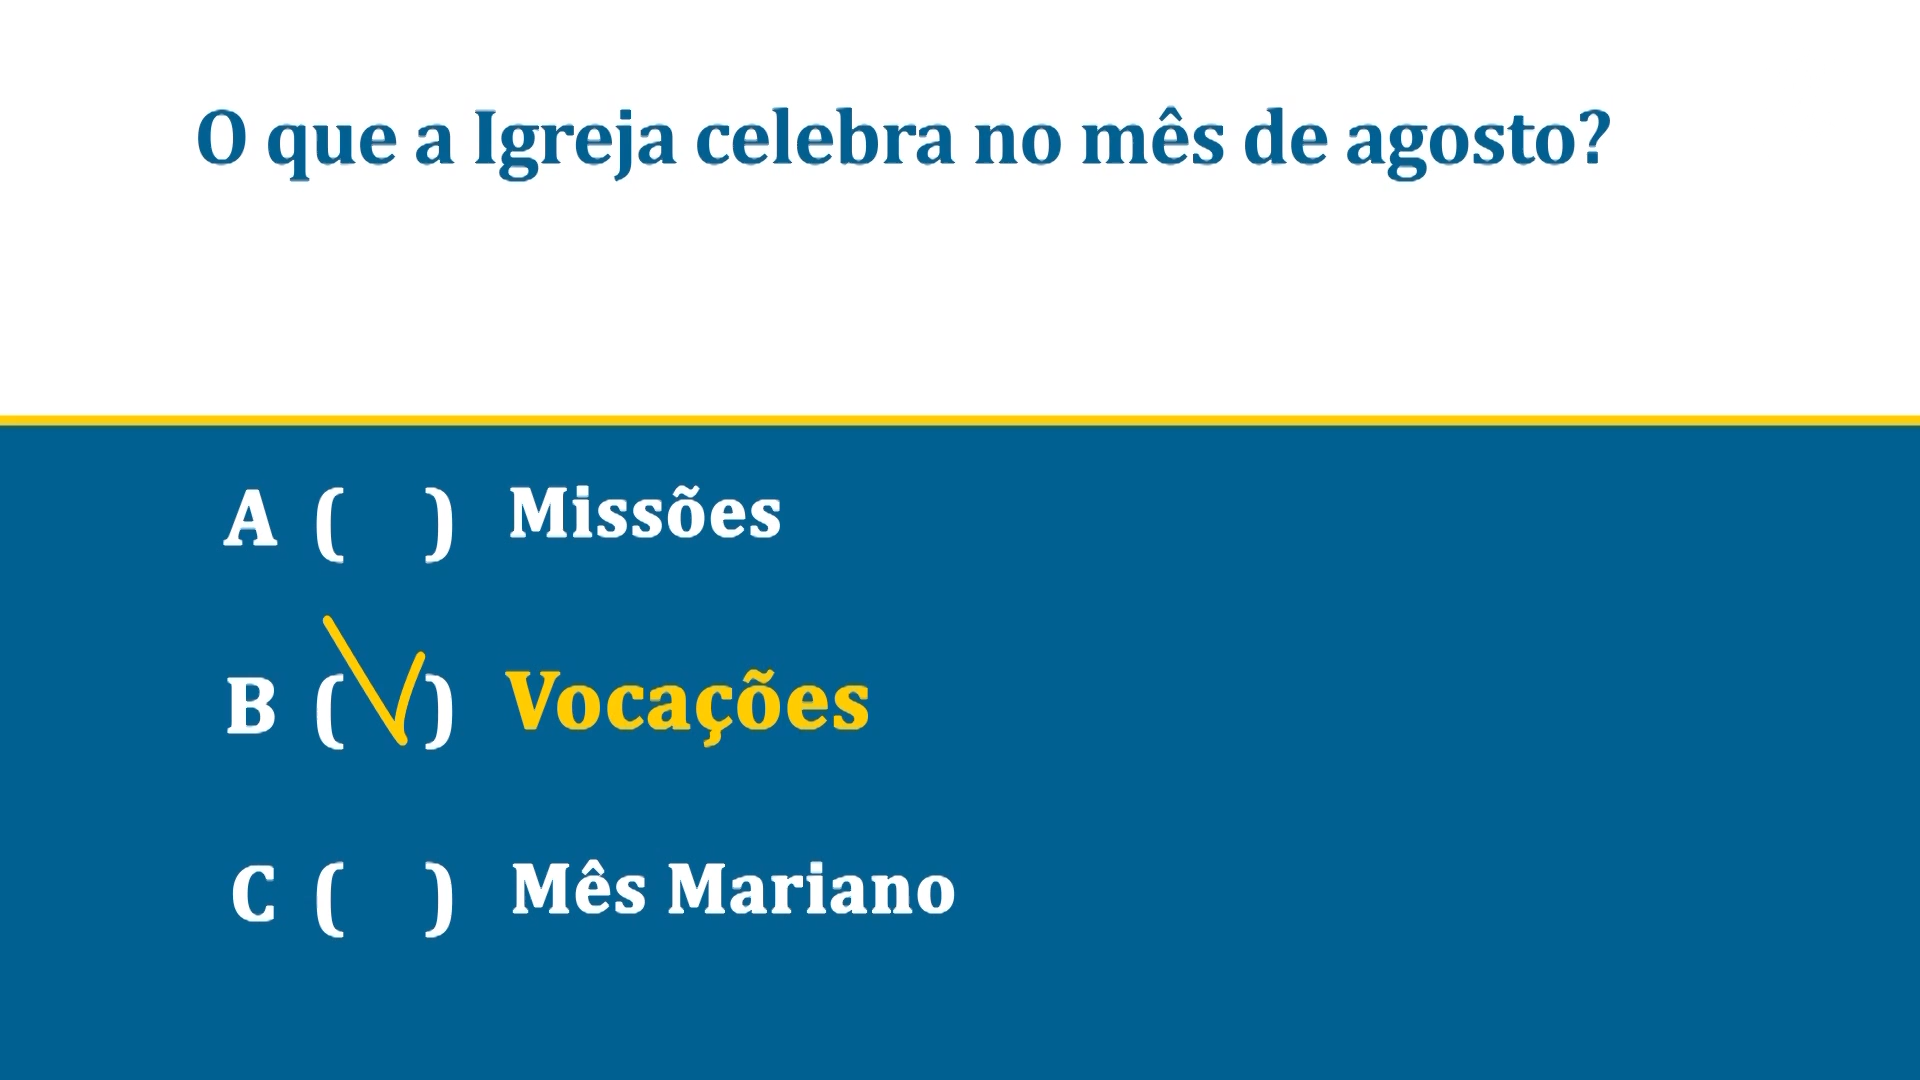 O que a Igreja celebra no mês de agosto?
A ( ) Missões
B (✓) Vocações
C ( ) Mês Mariano